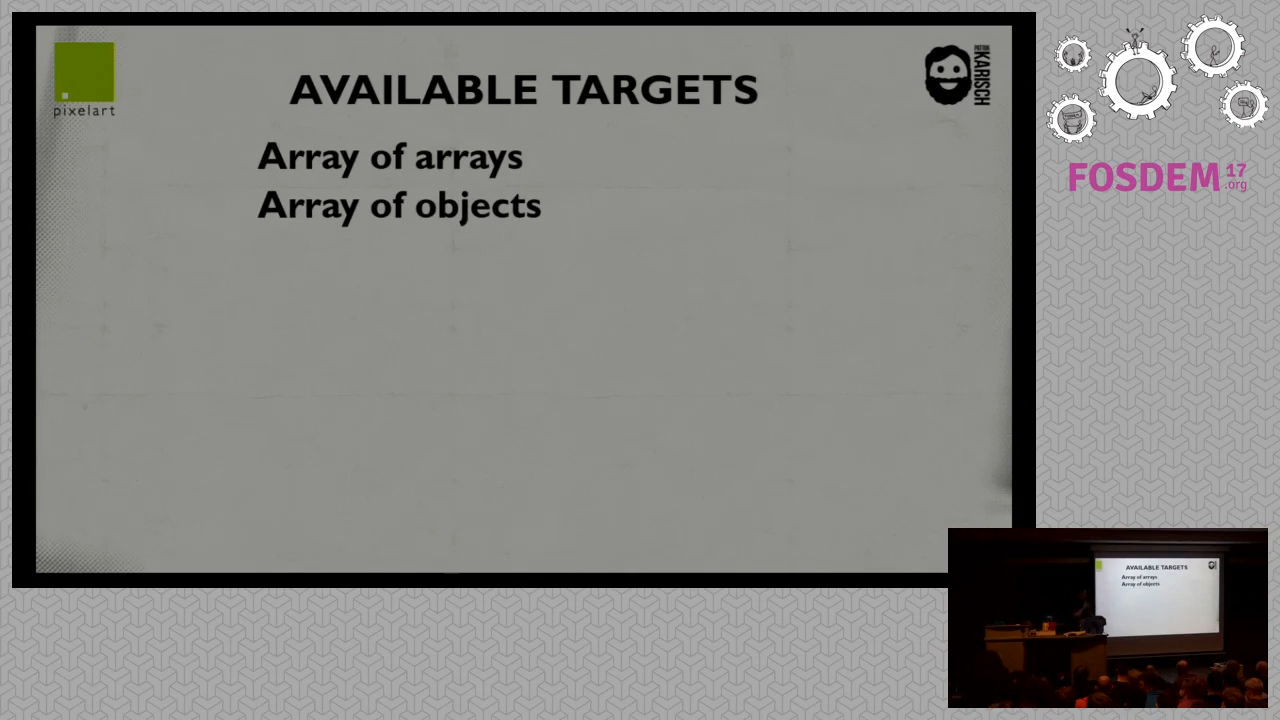 pixelart
AVAILABLE TARGETS
KARISCH
Array of arrays
Array of objects
FOSDEM 17
.org
AVAILABLE TARGETS
Array of arrays
Array of objects